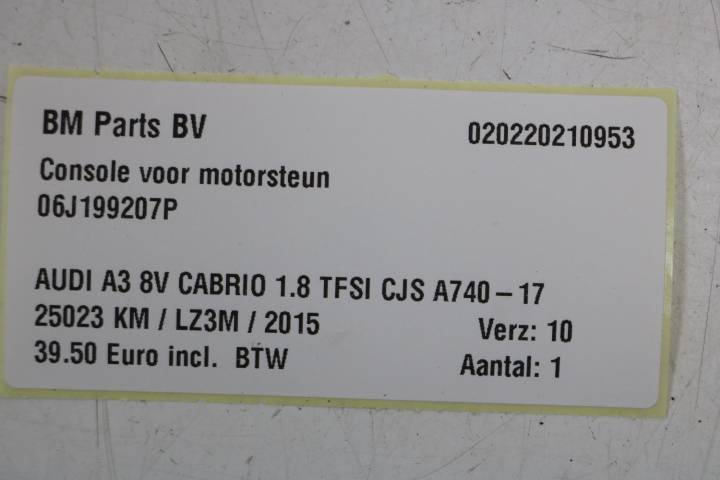 BM Parts BV 020220210953
Console voor motorsteun
06J199207P
AUDI A3 8V CABRIO 1.8 TFSI CJS A740-17
25023 KM / LZ3M / 2015 Verz: 10
39.50 Euro incl. BTW Aantal: 1